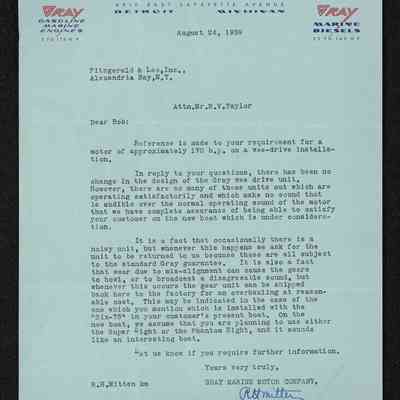 6910 EAST LAFAYETTE AVENUE
DETROIT MICHIGAN
GRAY
GASOLINE
MARINE
ENGINES
GRAY
MARINE
DIESELS
August 24, 1939
Fitzgerald & Lee, Inc.,
Alexandria Bay, N.Y.
Attn. Mr. R.V. Taylor
Dear Bob:
Reference is made to your requirement for a
motor of approximately 170 h.p. on a vee-drive installa-
tion.
In reply to your questions, there has been no
change in the design of the Gray vee drive unit.
However, there are so many of these units out which are
operating satisfactorily and which make no sound that
is audible over the normal operating sound of the motor
that we have complete assurance of being able to satisfy
your customer on the new boat which is under considera-
tion.
It is a fact that occasionally there is a
noisy unit, but whenever this happens we ask for the
unit to be returned to us because these are all subject
to the standard Gray guarantee. It is also a fact
that wear due to mis-alignment can cause the gears
to howl, or to broadcast a disagreeable sound, but
whenever this occurs the gear unit can be shipped
back here to the factory for an overhauling at reason-
able cost. This may be indicated in the case of the
one which you mention which is installed with the
"Six-75" in your customer's present boat. On the
new boat, we assume that you are planning to use either
the Super Eight or the Phantom Eight, and it sounds
like an interesting boat.
Let us know if you require further information.
Yours very truly,
R.H.Mitten bm GRAY MARINE MOTOR COMPANY,
RHMitten